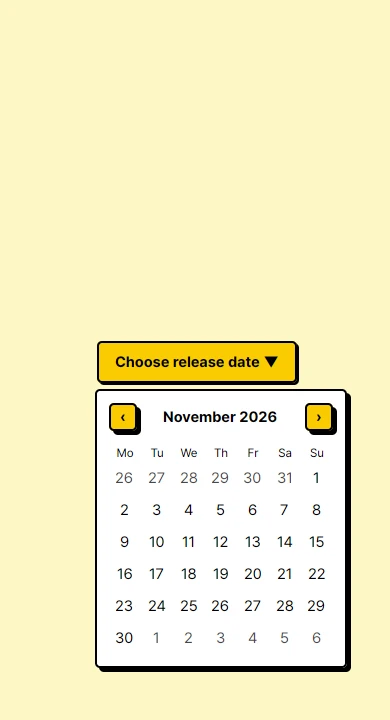 Choose release date ▼
‹ November 2026 ›
Mo Tu We Th Fr Sa Su
26 27 28 29 30 31 1
2 3 4 5 6 7 8
9 10 11 12 13 14 15
16 17 18 19 20 21 22
23 24 25 26 27 28 29
30 1 2 3 4 5 6